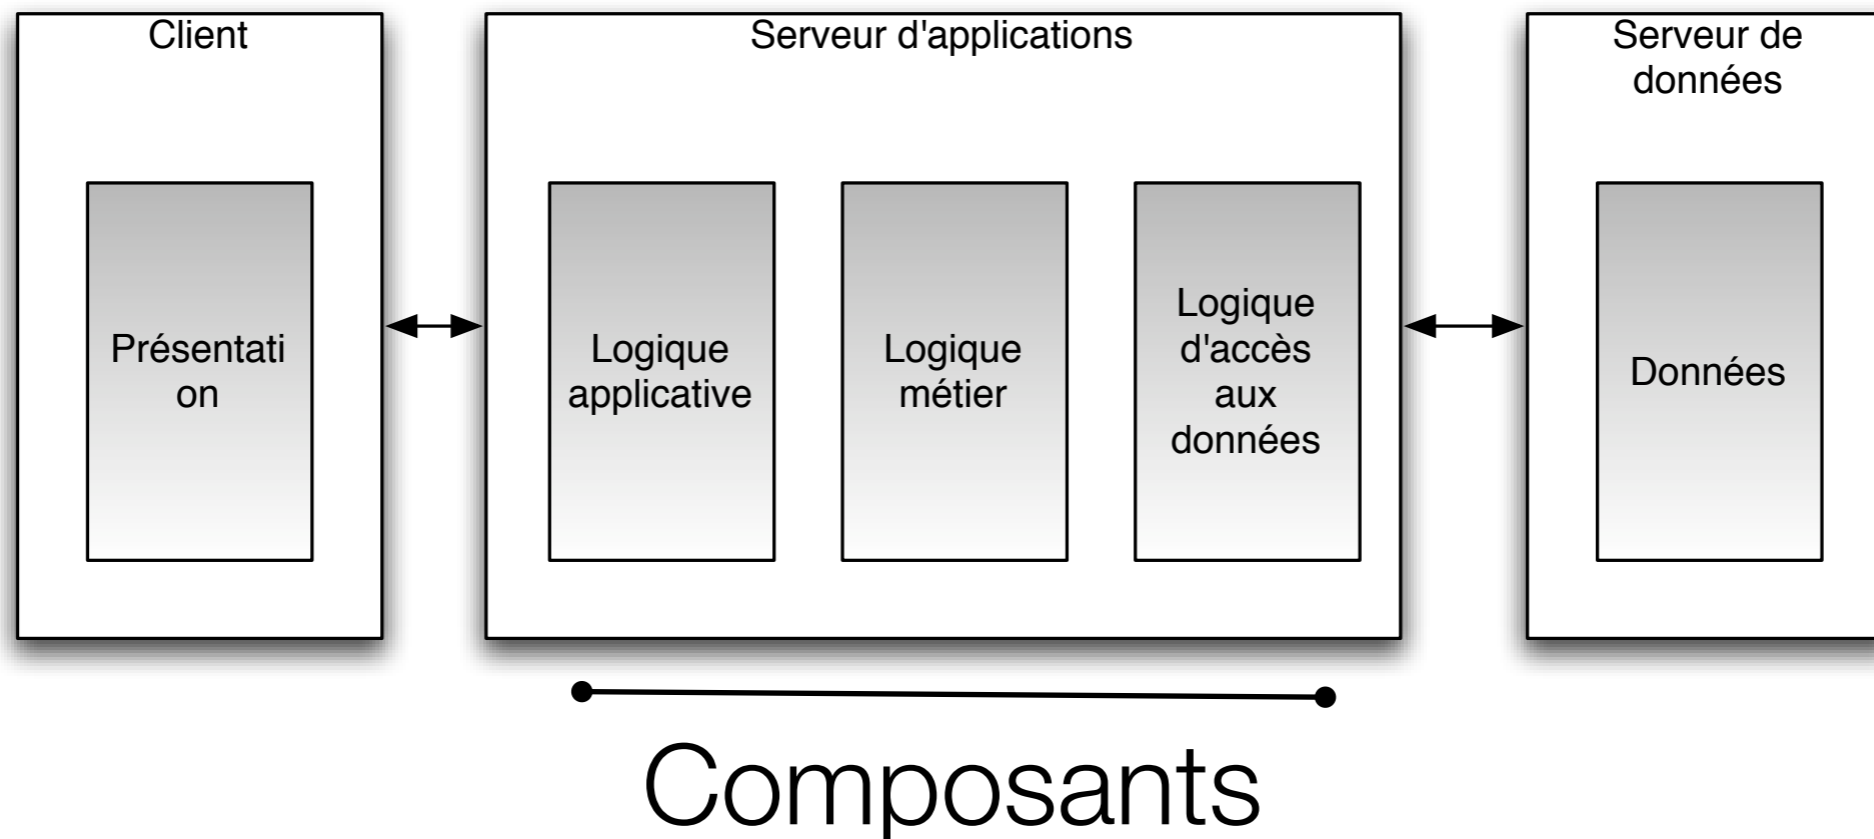 Client
Serveur d'applications
Serveur de
données
Présentati
on
Logique
applicative
Logique
métier
Logique
d'accès
aux
données
Données
Composants